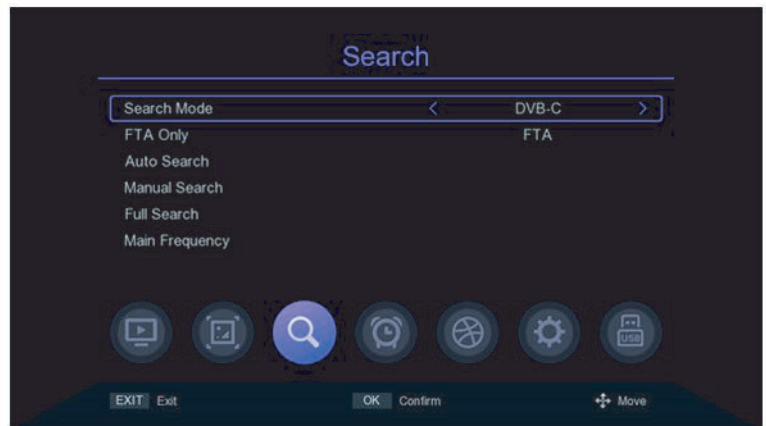 Search
Search Mode < DVB-C >
FTA Only FTA
Auto Search
Manual Search
Full Search
Main Frequency
USB
EXIT Exit OK Confirm Move